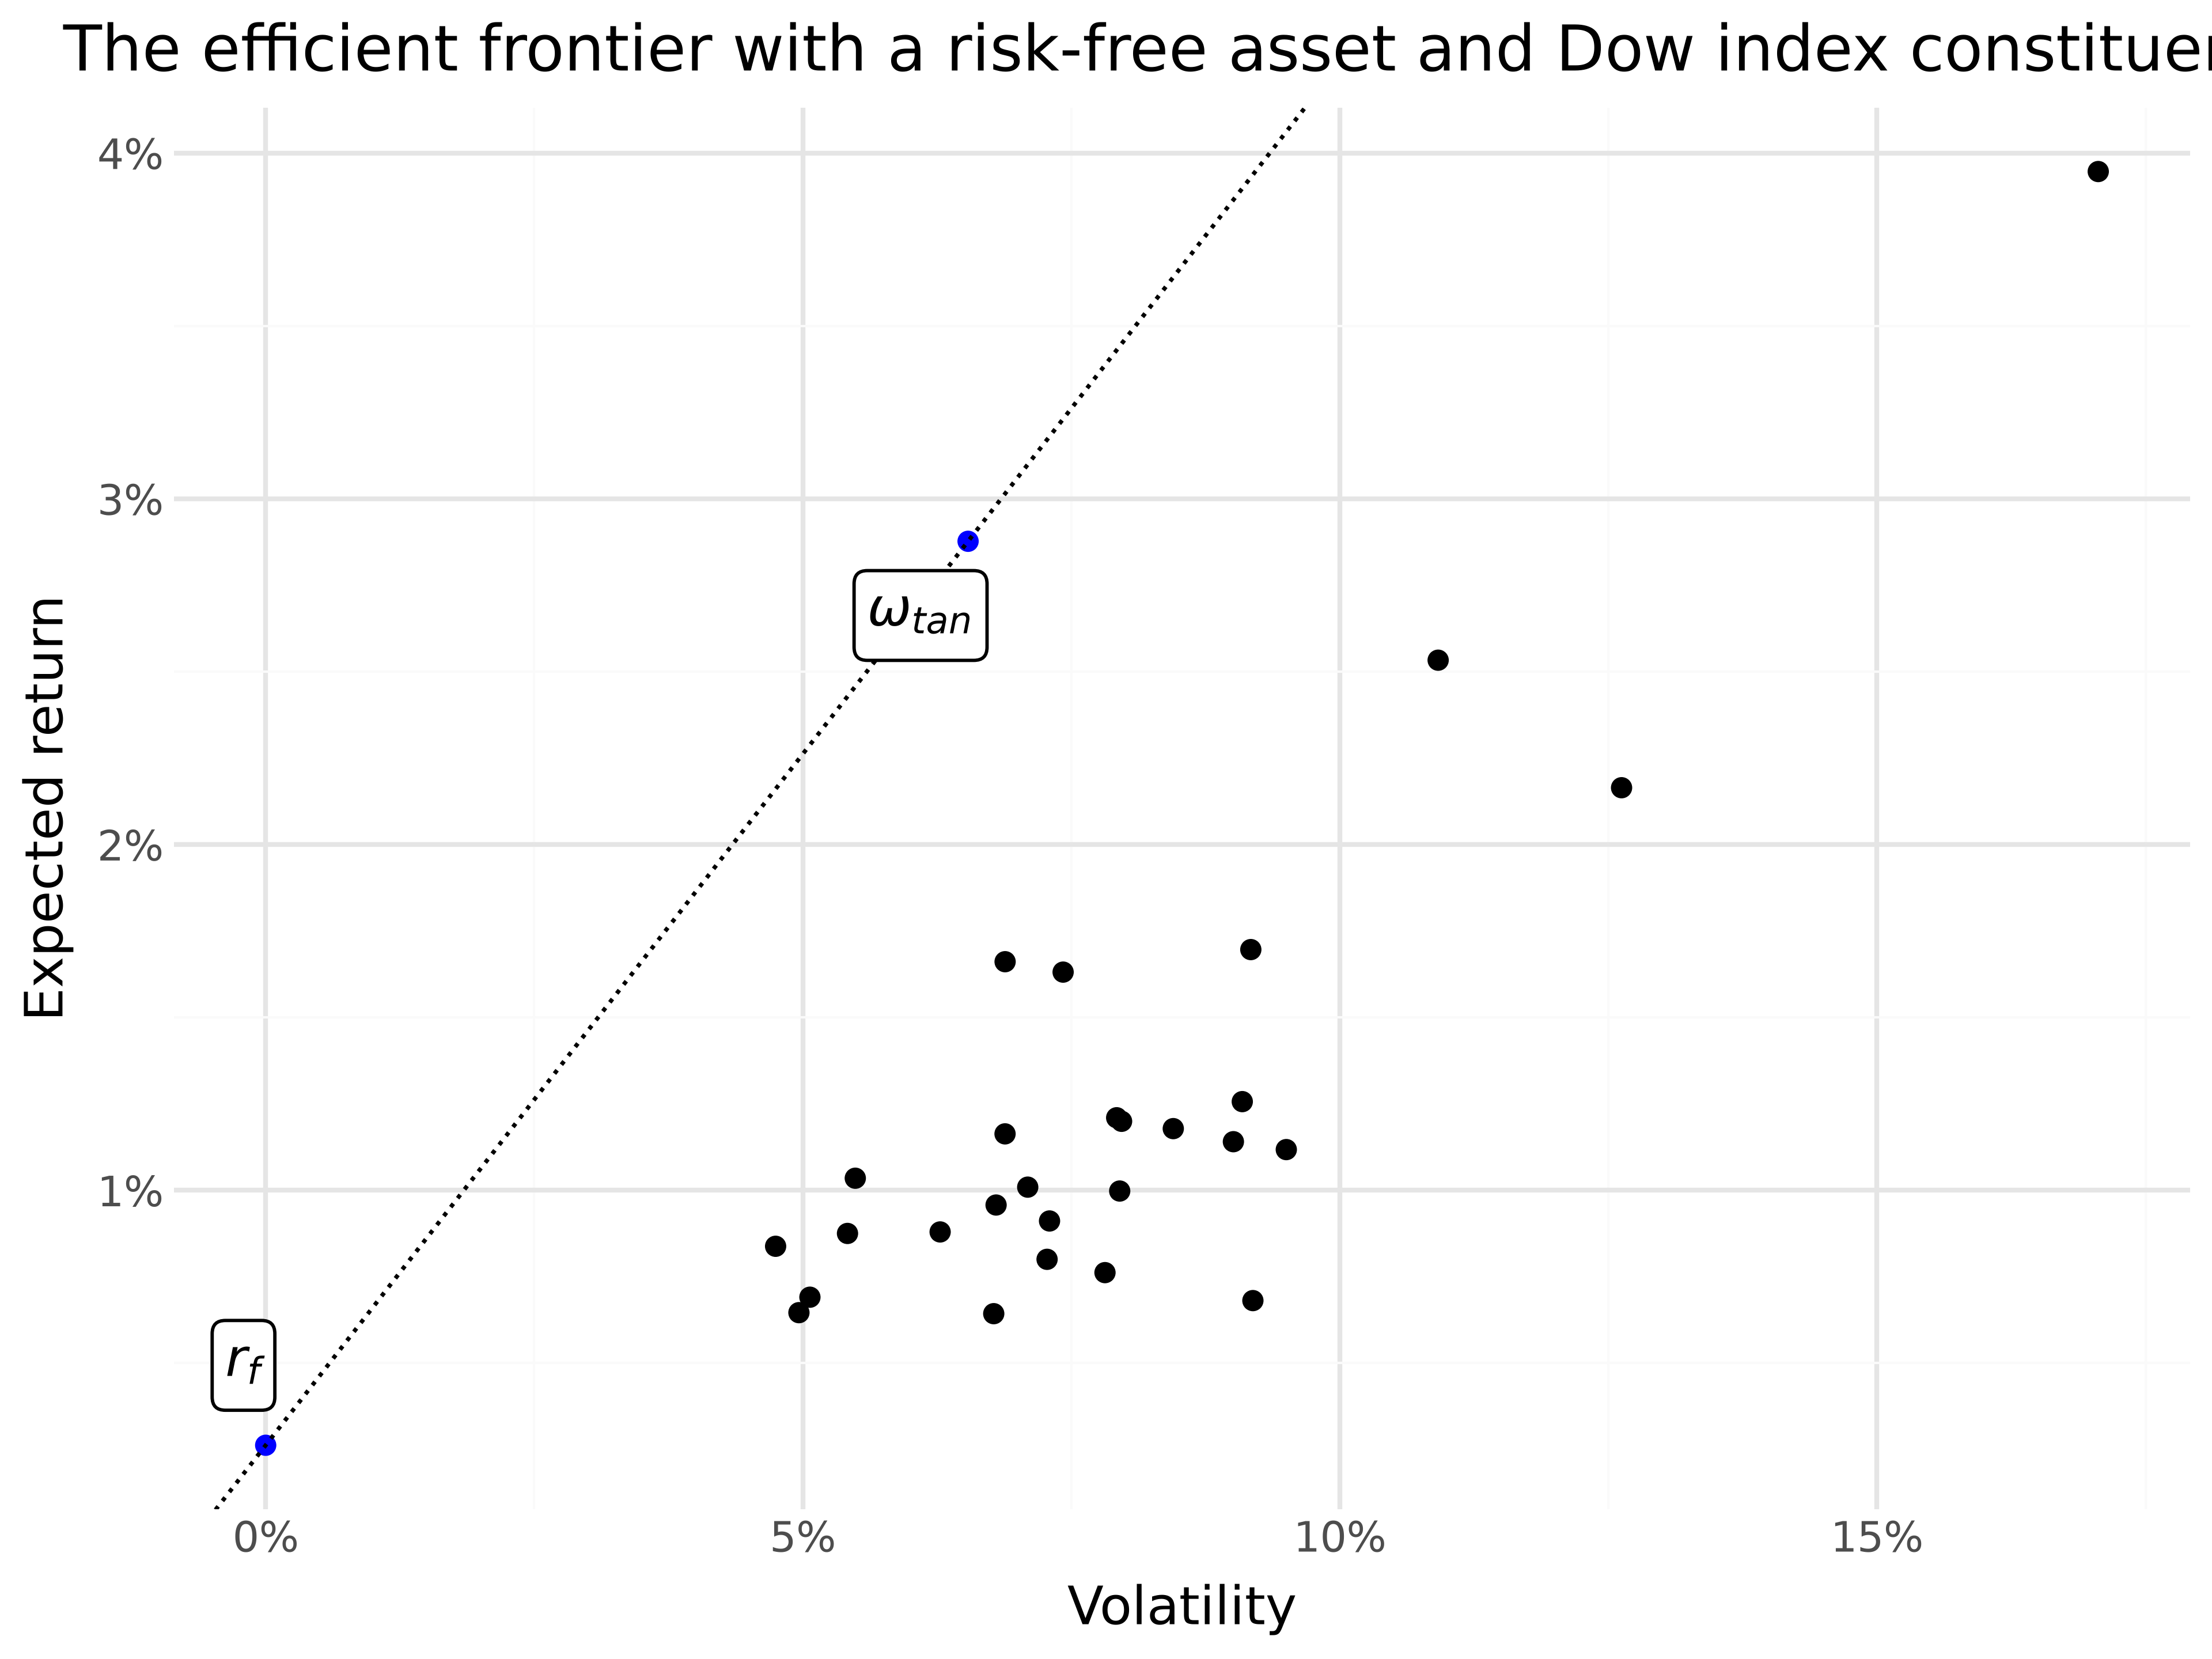 The efficient frontier with a risk-free asset and Dow index constituen
Expected return
4%
3%
2%
1%
ω_tan
r_f
0% 5% 10% 15%
Volatility